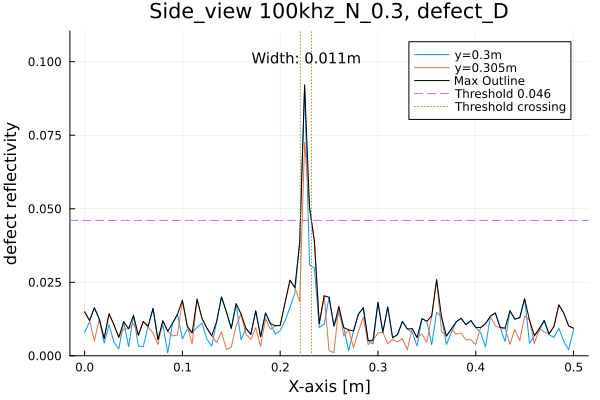 Side_view 100khz_N_0.3, defect_D
Width: 0.011m
y=0.3m
y=0.305m
Max Outline
Threshold 0.046
Threshold crossing
defect reflectivity
0.100
0.075
0.050
0.025
0.000
0.0 0.1 0.2 0.3 0.4 0.5
X-axis [m]